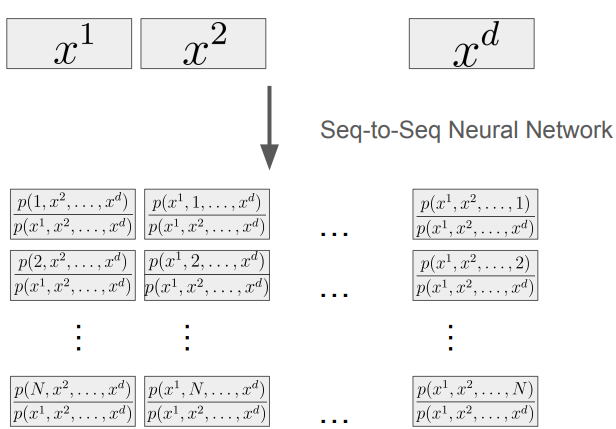 x^1 x^2 x^d
Seq-to-Seq Neural Network
p(1, x^2, ..., x^d) p(x^1, 1, ..., x^d) p(x^1, x^2, ..., 1)
p(x^1, x^2, ..., x^d) p(x^1, x^2, ..., x^d) ... p(x^1, x^2, ..., x^d)
p(2, x^2, ..., x^d) p(x^1, 2, ..., x^d) p(x^1, x^2, ..., 2)
p(x^1, x^2, ..., x^d) p(x^1, x^2, ..., x^d) ... p(x^1, x^2, ..., x^d)
⋮ ⋮ ⋮
p(N, x^2, ..., x^d) p(x^1, N, ..., x^d) p(x^1, x^2, ..., N)
p(x^1, x^2, ..., x^d) p(x^1, x^2, ..., x^d) ... p(x^1, x^2, ..., x^d)